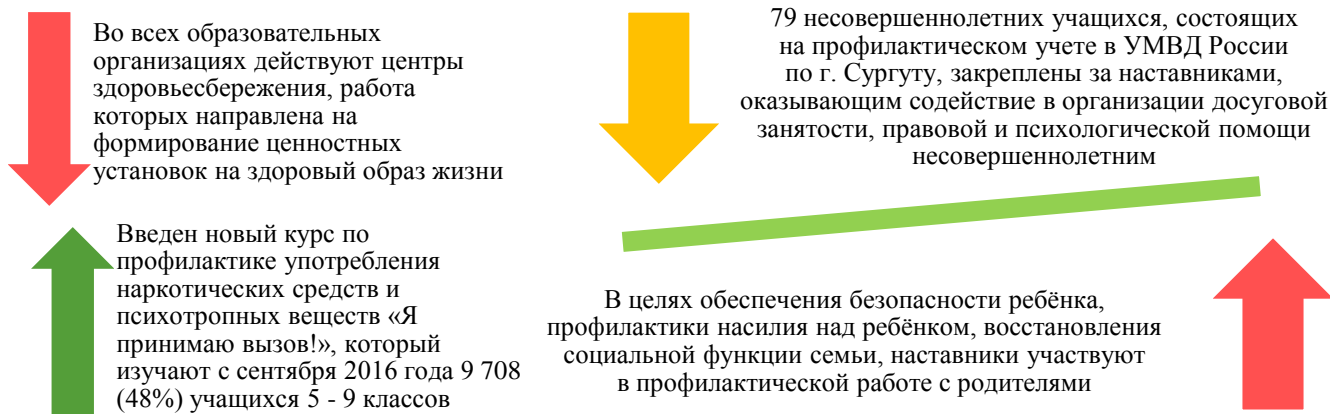 Во всех образовательных
организациях действуют центры
здоровьесбережения, работа
которых направлена на
формирование ценностных
установок на здоровый образ жизни
Введен новый курс по
профилактике употребления
наркотических средств и
психотропных веществ «Я
принимаю вызов!», который
изучают с сентября 2016 года 9 708
(48%) учащихся 5 - 9 классов
79 несовершеннолетних учащихся, состоящих
на профилактическом учете в УМВД России
по г. Сургуту, закреплены за наставниками,
оказывающим содействие в организации досуговой
занятости, правовой и психологической помощи
несовершеннолетним
В целях обеспечения безопасности ребёнка,
профилактики насилия над ребёнком, восстановления
социальной функции семьи, наставники участвуют
в профилактической работе с родителями